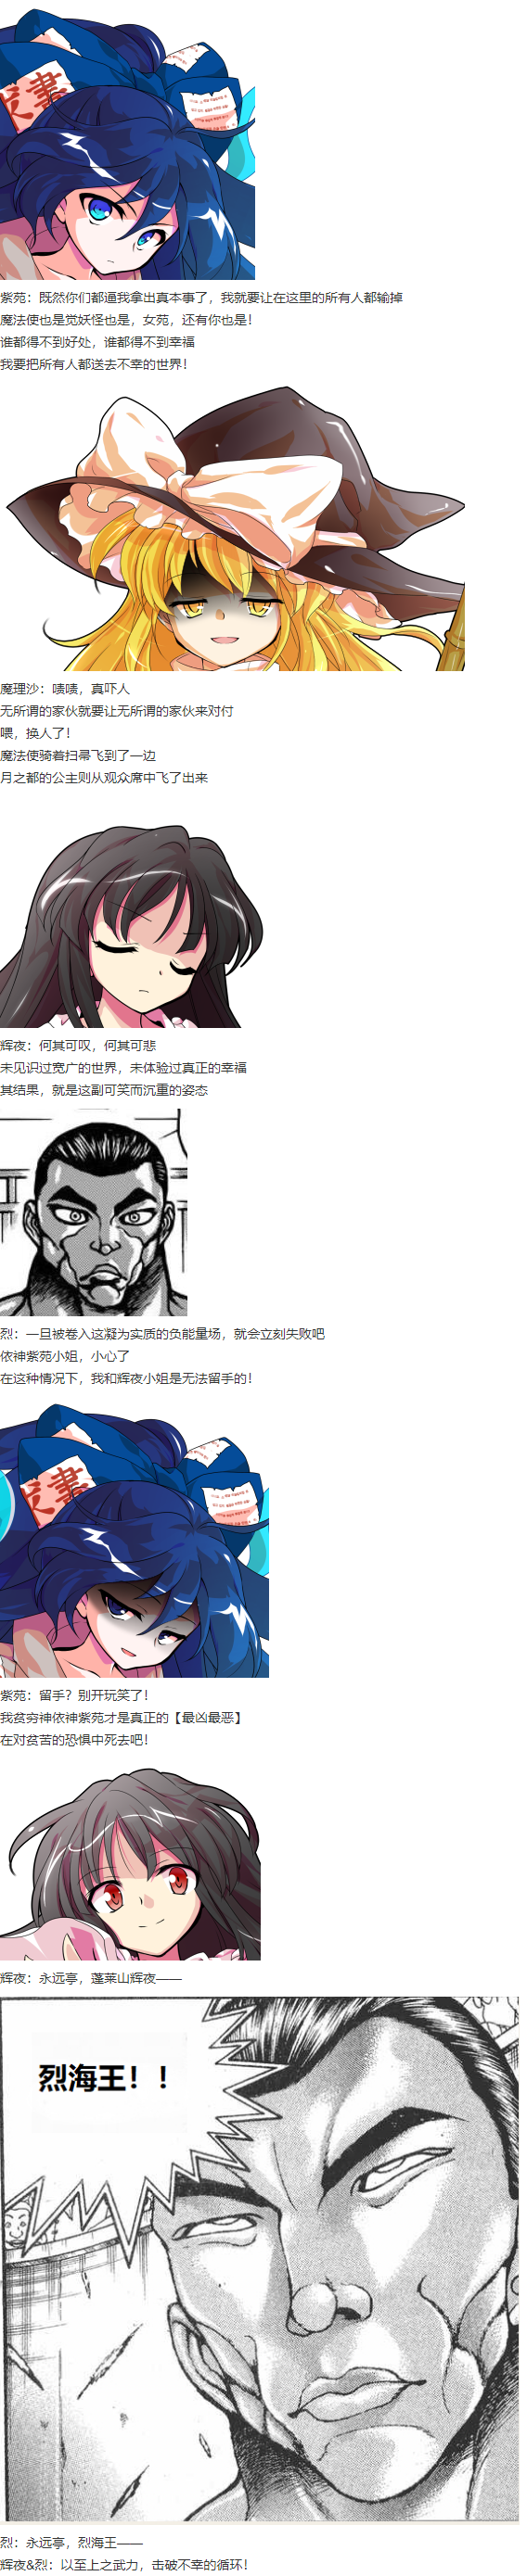 紫苑：既然你们都逼我拿出真本事了，我就要让在这里的所有人都输掉
魔法使也是觉妖怪也是，女苑，还有你也是！
谁都得不到好处，谁都得不到幸福
我要把所有人都送去不幸的世界！
魔理沙：啧啧，真吓人
无所谓的家伙就要让无所谓的家伙来对付
喂，换人了！
魔法使骑着扫帚飞到了一边
月之都的公主则从观众席中飞了出来
辉夜：何其可叹，何其可悲
未见识过宽广的世界，未体验过真正的幸福
其结果，就是这副可笑而沉重的姿态
烈：一旦被卷入这凝为实质的负能量场，就会立刻失败吧
依神紫苑小姐，小心了
在这种情况下，我和辉夜小姐是无法留手的！
紫苑：留手？别开玩笑了！
我贫穷神依神紫苑才是真正的【最凶最恶】
在对贫苦的恐惧中死去吧！
辉夜：永远亭，蓬莱山辉夜——
烈海王！！
烈：永远亭，烈海王——
辉夜&烈：以至上之武力，击破不幸的循环！